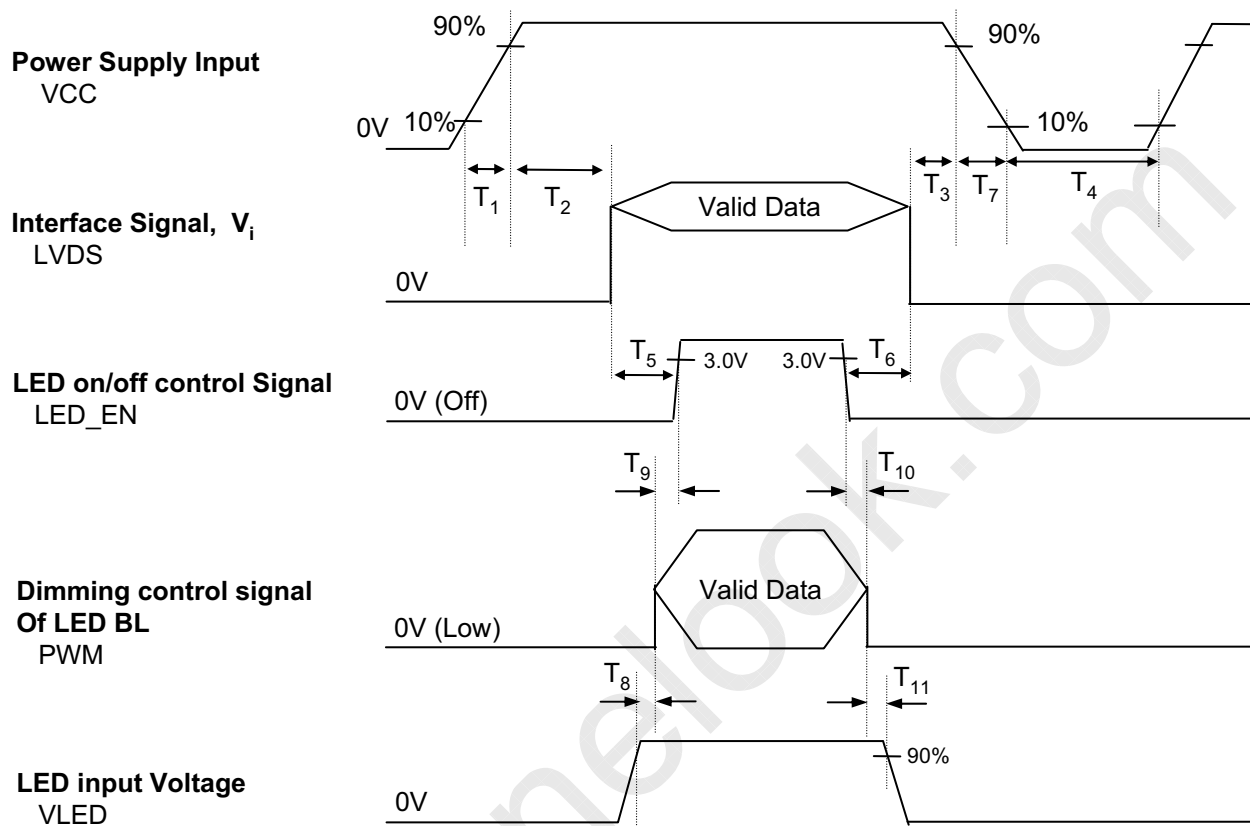 90%
90%
Power Supply Input
VCC
0V
10%
10%
T1
T2
T3
T7
T4
Interface Signal, Vi
LVDS
Valid Data
0V
T5
3.0V
3.0V
T6
LED on/off control Signal
LED_EN
0V (Off)
T9
T10
Dimming control signal
Of LED BL
PWM
Valid Data
0V (Low)
T8
T11
LED input Voltage
VLED
90%
0V
nelook.com